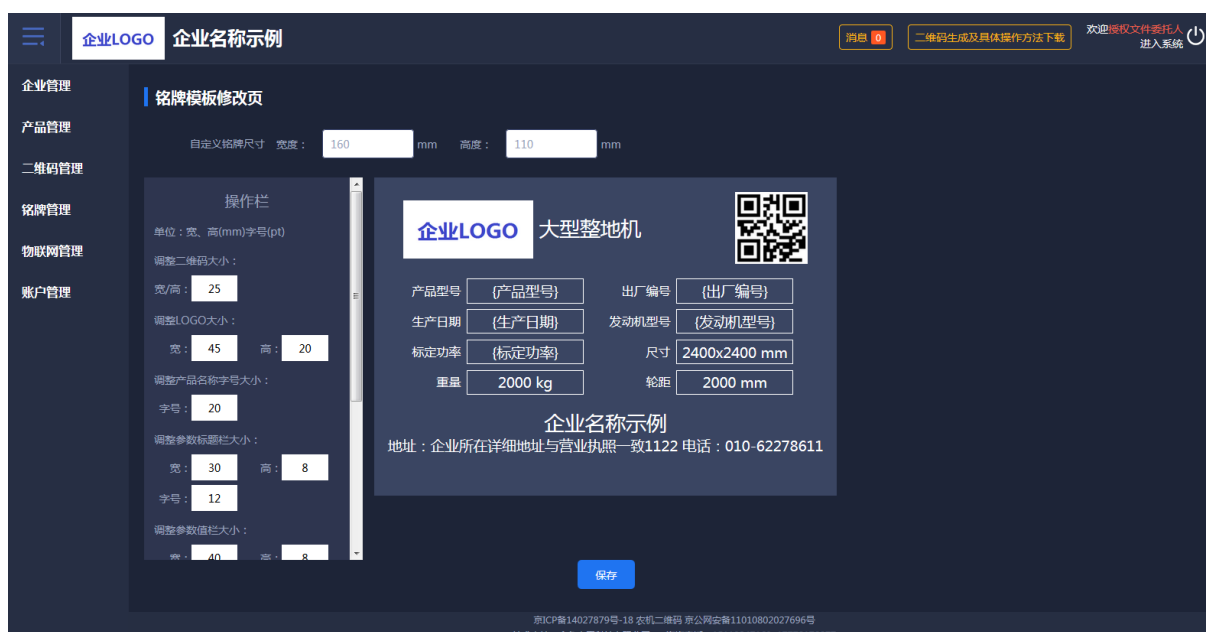 企业LOGO 企业名称示例 消息 0 二维码生成及具体操作方法下载 欢迎授权文件委托人
进入系统
企业管理
产品管理
二维码管理
铭牌管理
物联网管理
账户管理
铭牌模板修改页
自定义铭牌尺寸 宽度: 160 mm 高度: 110 mm
操作栏
单位:宽、高(mm)字号(pt)
调整二维码大小:
宽/高: 25
调整LOGO大小:
宽: 45 高: 20
调整产品名称字号大小:
字号: 20
调整参数标题栏大小:
宽: 30 高: 8
字号: 12
调整参数值栏大小:
宽: 40 高: 8
企业LOGO 大型整地机
产品型号 {产品型号} 出厂编号 {出厂编号}
生产日期 {生产日期} 发动机型号 {发动机型号}
标定功率 {标定功率} 尺寸 2400x2400 mm
重量 2000 kg 轮距 2000 mm
企业名称示例
地址:企业所在详细地址与营业执照一致1122 电话:010-62278611
保存
京ICP备14027879号-18 农机二维码 京公网安备11010802027696号